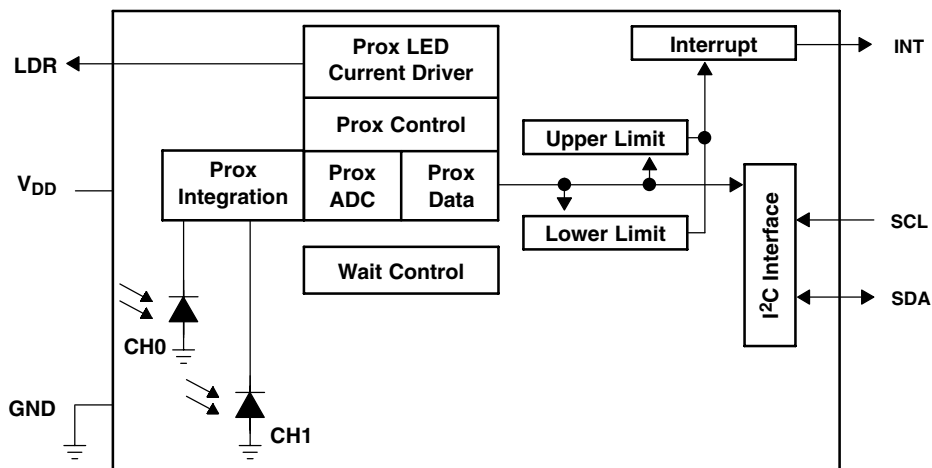 LDR
Prox LED
Current Driver
Interrupt
INT
Prox Control
Upper Limit
V_DD
Prox
Integration
Prox
ADC
Prox
Data
Lower Limit
SCL
Wait Control
I²C Interface
SDA
CH0
GND
CH1